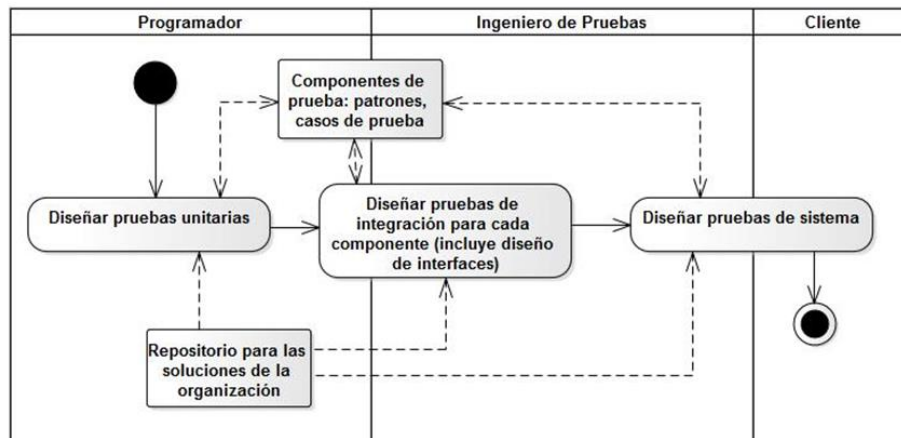 Programador
Ingeniero de Pruebas
Cliente
Componentes de
prueba: patrones,
casos de prueba
Diseñar pruebas unitarias
Diseñar pruebas de
integración para cada
componente (incluye diseño
de interfaces)
Diseñar pruebas de sistema
Repositorio para las
soluciones de la
organización